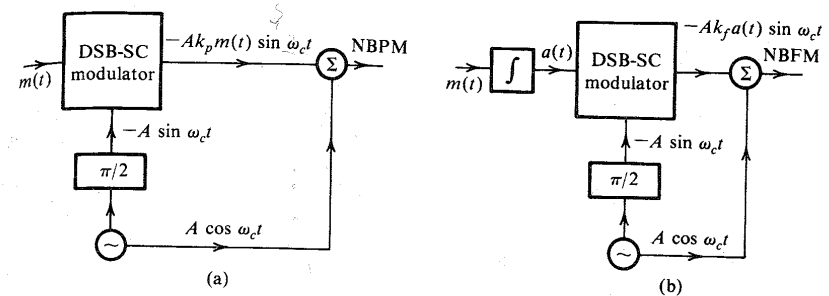 DSB-SC
modulator
m(t)
−Ak_p m(t) sin ω_c t
NBPM
Σ
−A sin ω_c t
π/2
~
A cos ω_c t
(a)
m(t)
∫
a(t)
DSB-SC
modulator
−Ak_f a(t) sin ω_c t
NBFM
Σ
−A sin ω_c t
π/2
~
A cos ω_c t
(b)